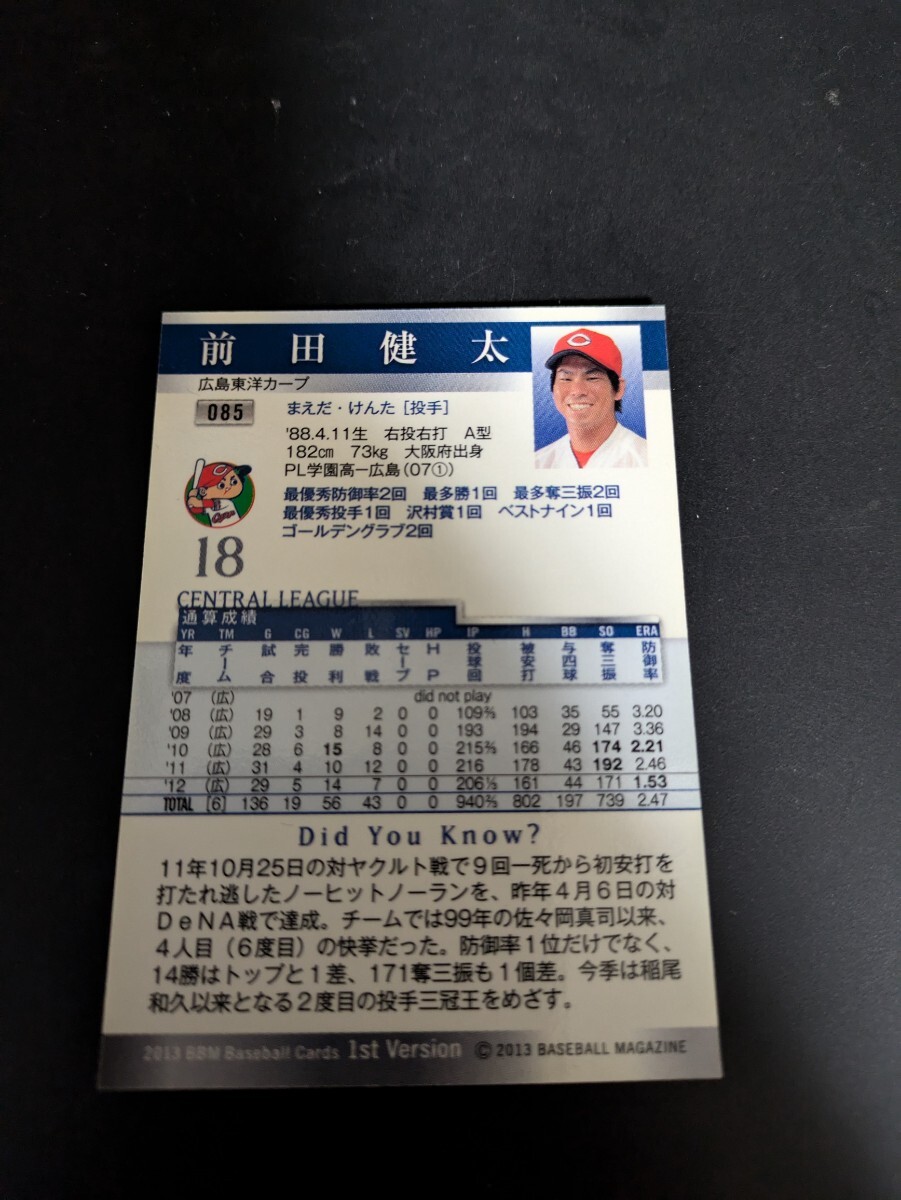 前田健太
広島東洋カープ
085
まえだ・けんた [投手]
'88.4.11生 右投右打 A型
182cm 73kg 大阪府出身
PL学園高ー広島 (07①)
最優秀防御率2回 最多勝1回 最多奪三振2回
最優秀投手1回 沢村賞1回 ベストナイン1回
ゴールデングラブ2回
18
CENTRAL LEAGUE
通算成績
YR TM G CG W L SV HP IP H BB SO ERA
年度 チーム 試合 完投 勝利 敗戦 セーブ HP 投球回 被安打 与四球 奪三振 防御率
'07 (広) did not play
'08 (広) 19 1 9 2 0 0 109⅔ 103 35 55 3.20
'09 (広) 29 3 8 14 0 0 193 194 29 147 3.36
'10 (広) 28 6 15 8 0 0 215⅔ 166 46 174 2.21
'11 (広) 31 4 10 12 0 0 216 178 43 192 2.46
'12 (広) 29 5 14 7 0 0 206⅓ 161 44 171 1.53
TOTAL [6] 136 19 56 43 0 0 940⅔ 802 197 739 2.47
Did You Know?
11年10月25日の対ヤクルト戦で9回一死から初安打を
打たれ逃したノーヒットノーランを、昨年4月6日の対
DeNA戦で達成。チームでは99年の佐々岡真司以来、
4人目（6度目）の快挙だった。防御率1位だけでなく、
14勝はトップと1差、171奪三振も1個差。今季は稲尾
和久以来となる2度目の投手三冠王をめざす。
2013 BBM Baseball Cards 1st Version © 2013 BASEBALL MAGAZINE